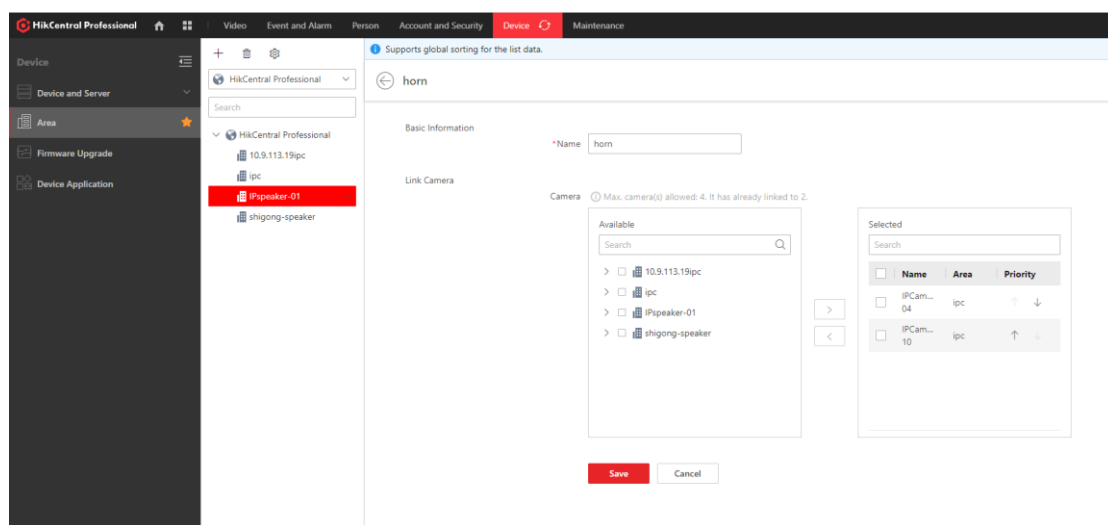 HikCentral Professional Video Event and Alarm Person Account and Security Device Maintenance
Device
Device and Server
Area
Firmware Upgrade
Device Application
HikCentral Professional
Search
HikCentral Professional
10.9.113.19ipc
ipc
IPspeaker-01
shigong-speaker
Supports global sorting for the list data.
horn
Basic Information
*Name horn
Link Camera
Camera Max. camera(s) allowed: 4. It has already linked to 2.
Available
Search
10.9.113.19ipc
ipc
IPspeaker-01
shigong-speaker
>
<
Selected
Search
Name Area Priority
IPCam... ipc
04
IPCam... ipc
10
Save Cancel